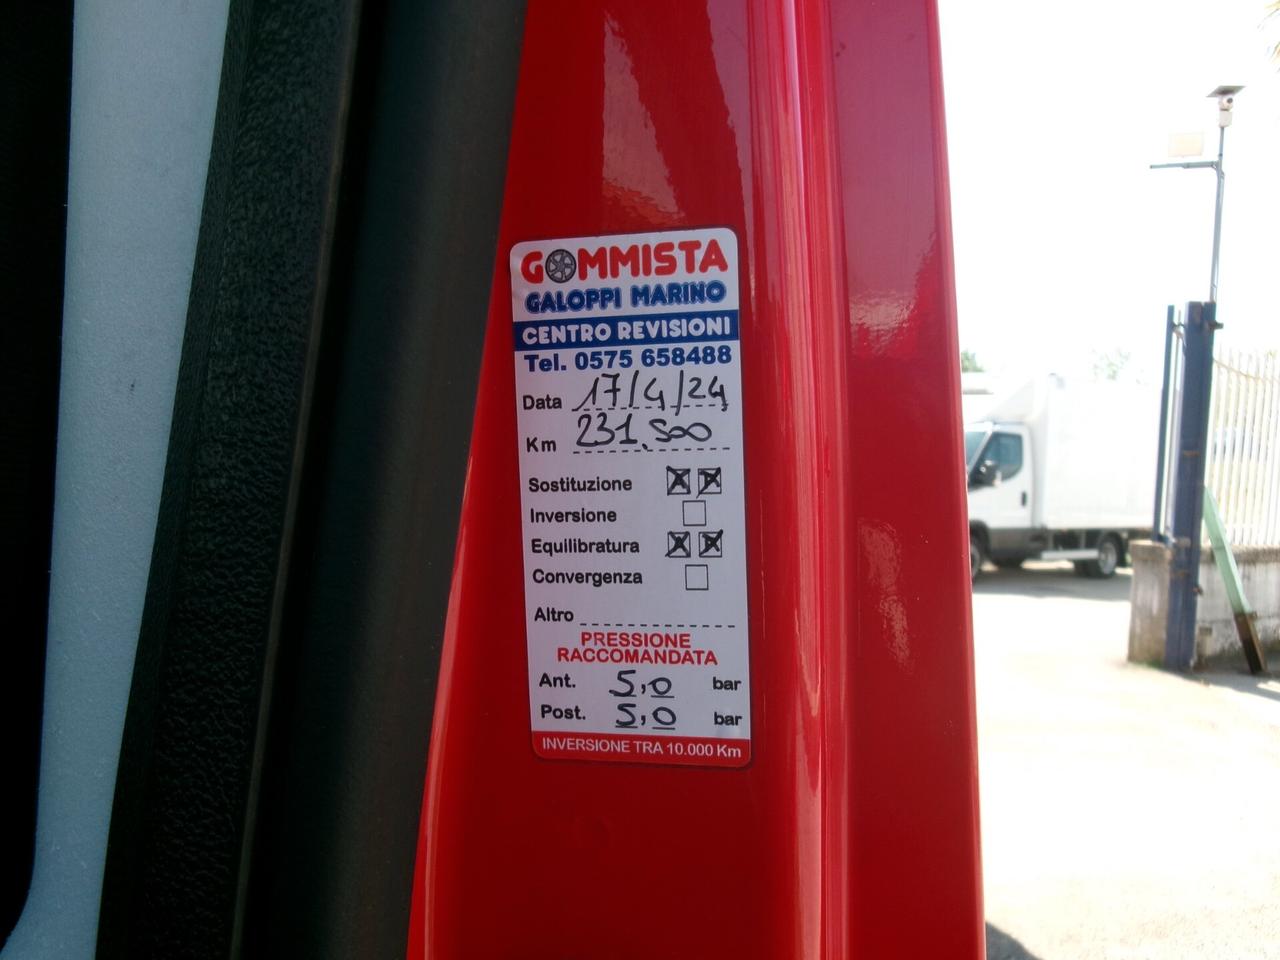 GOMMISTA
GALOPPI MARINO
CENTRO REVISIONI
Tel. 0575 658488
Data 17/4/24
Km 231.500
Sostituzione
Inversione
Equilibratura
Convergenza
Altro
PRESSIONE
RACCOMANDATA
Ant. 5,0 bar
Post. 5,0 bar
INVERSIONE TRA 10.000 Km